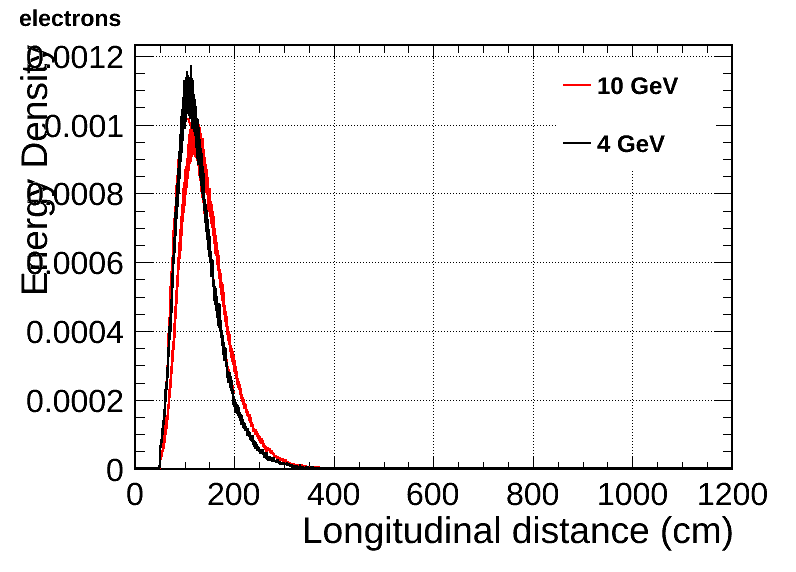 electrons
Energy Density
0.0012
0.001
0.0008
0.0006
0.0004
0.0002
0
10 GeV
4 GeV
0 200 400 600 800 1000 1200
Longitudinal distance (cm)